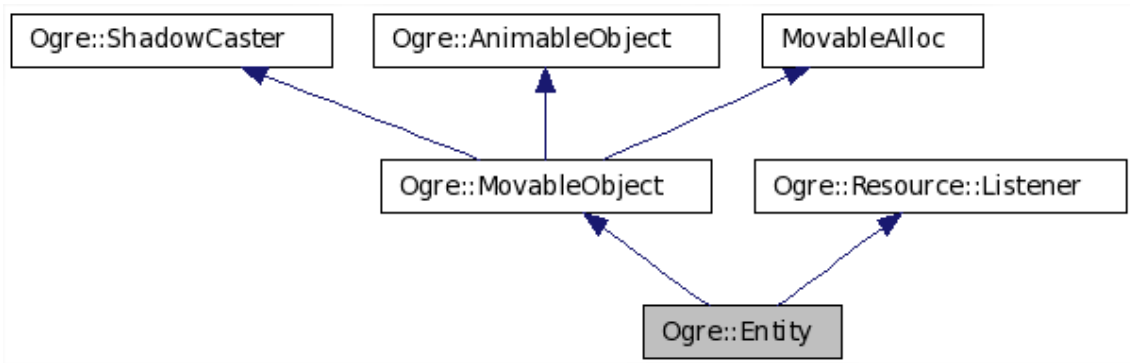 Ogre::ShadowCaster
Ogre::AnimableObject
MovableAlloc
Ogre::MovableObject
Ogre::Resource::Listener
Ogre::Entity